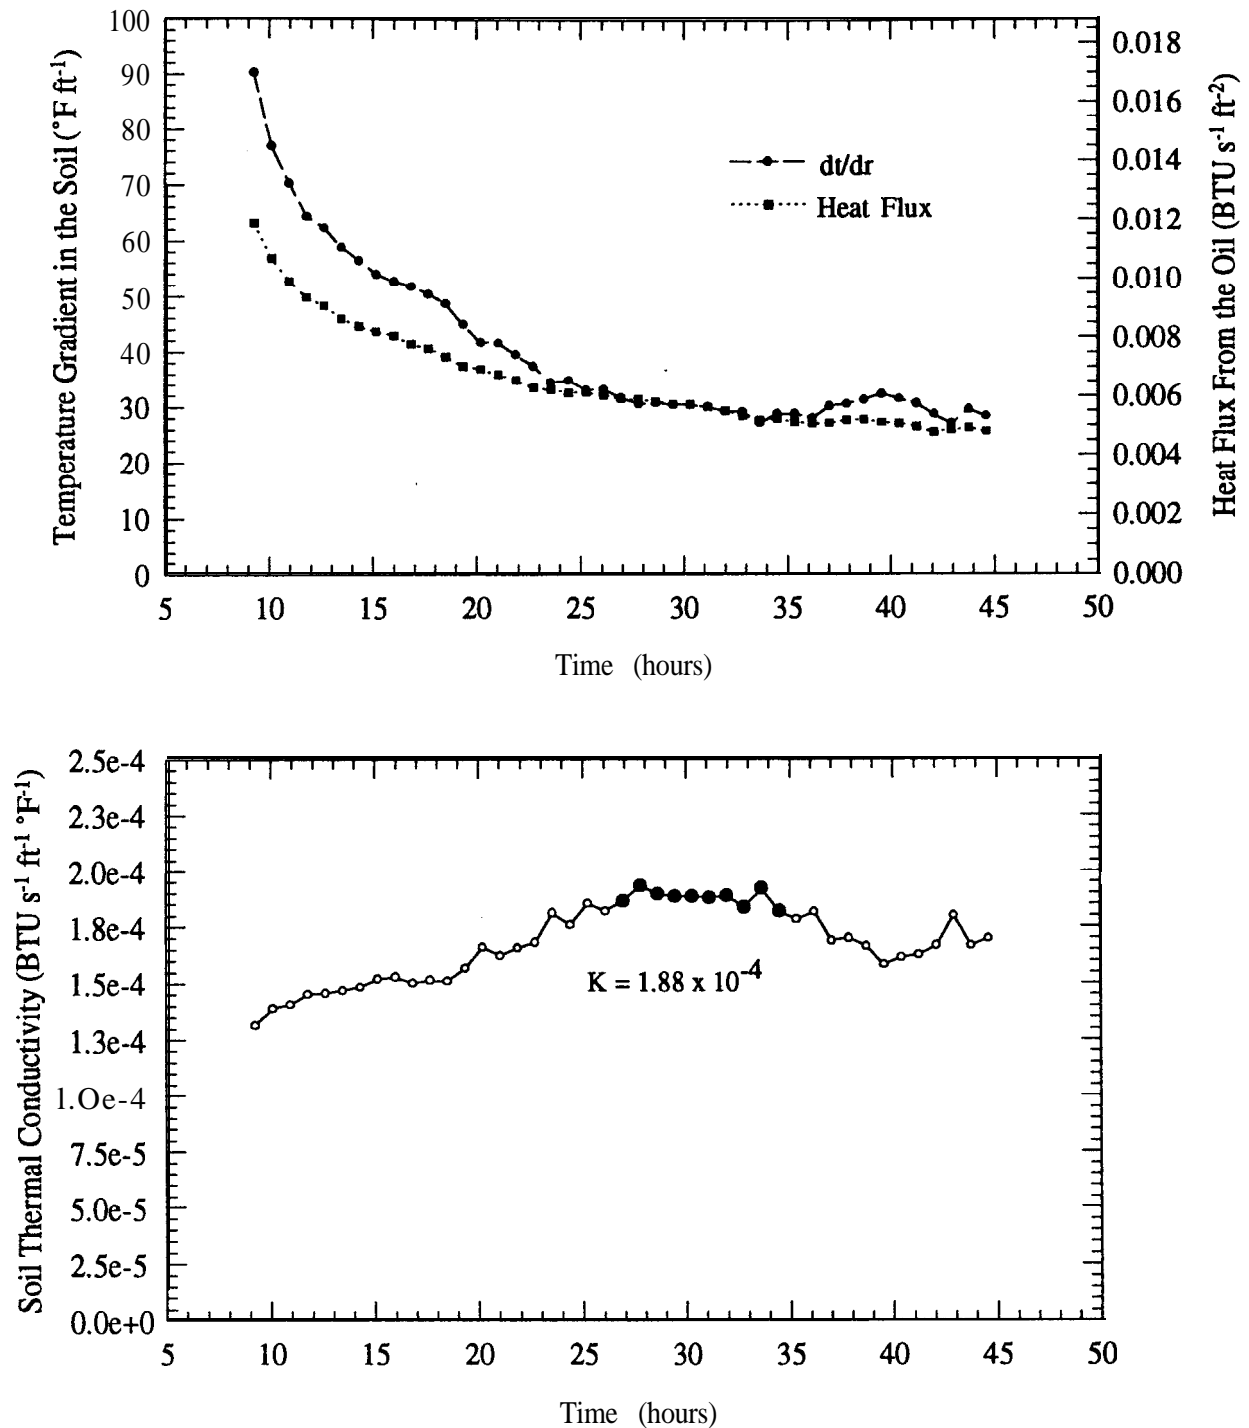 Temperature Gradient in the Soil (°F ft⁻¹)
100
90
80
70
60
50
40
30
20
10
0
dt/dr
Heat Flux
0.018
0.016
0.014
0.012
0.010
0.008
0.006
0.004
0.002
0.000
Heat Flux From the Oil (BTU s⁻¹ ft⁻²)
5 10 15 20 25 30 35 40 45 50
Time (hours)
Soil Thermal Conductivity (BTU s⁻¹ ft⁻¹ °F⁻¹)
2.5e-4
2.3e-4
2.0e-4
1.8e-4
1.5e-4
1.3e-4
1.Oe-4
7.5e-5
5.0e-5
2.5e-5
0.0e+0
K = 1.88 x 10⁻⁴
5 10 15 20 25 30 35 40 45 50
Time (hours)